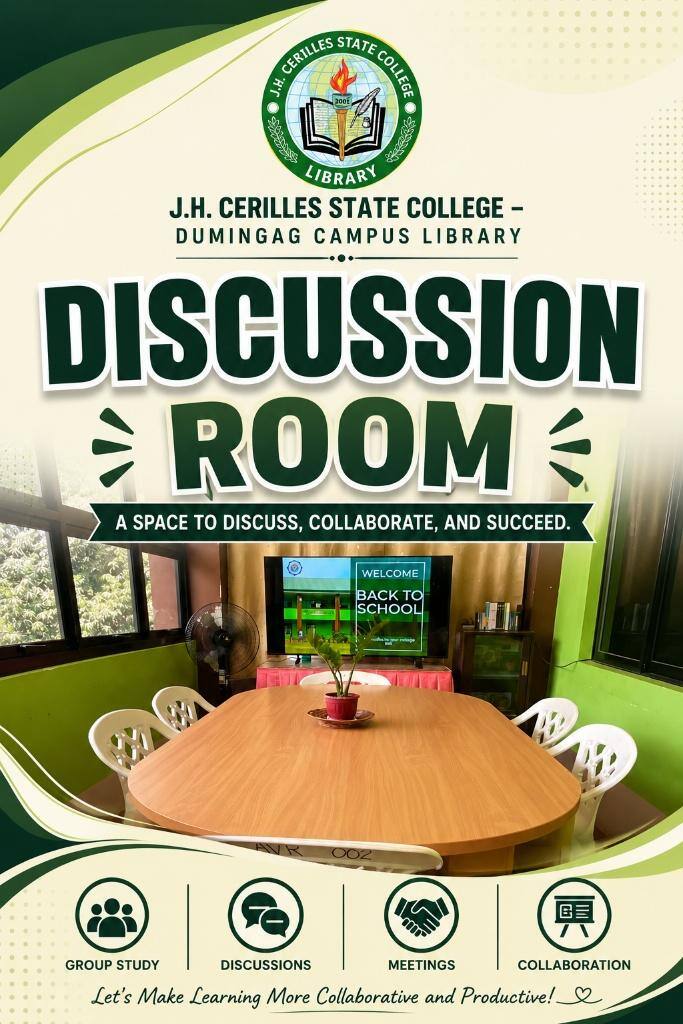 J.H. CERILLES STATE COLLEGE
2001
LIBRARY
J.H. CERILLES STATE COLLEGE –
DUMINGAG CAMPUS LIBRARY
DISCUSSION
ROOM
A SPACE TO DISCUSS, COLLABORATE, AND SUCCEED.
WELCOME
BACK TO
SCHOOL
AVR 002
GROUP STUDY
DISCUSSIONS
MEETINGS
COLLABORATION
Let's Make Learning More Collaborative and Productive!